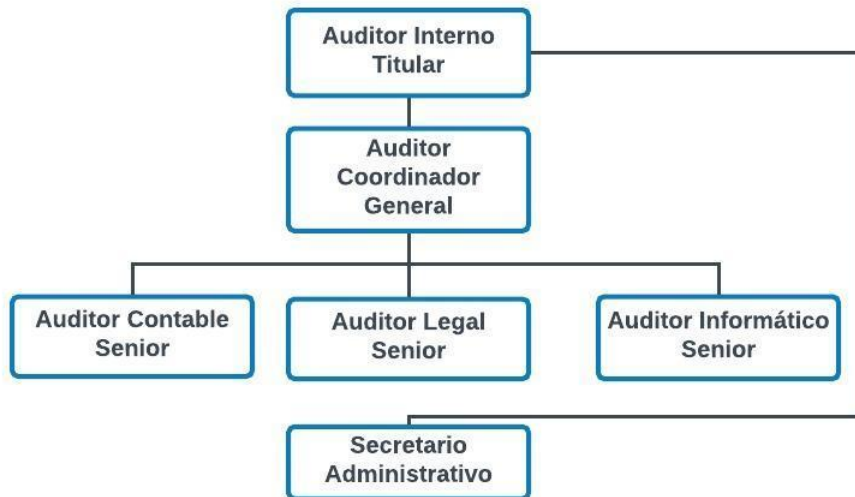 Auditor Interno
Titular
Auditor
Coordinador
General
Auditor Contable
Senior
Auditor Legal
Senior
Auditor Informático
Senior
Secretario
Administrativo